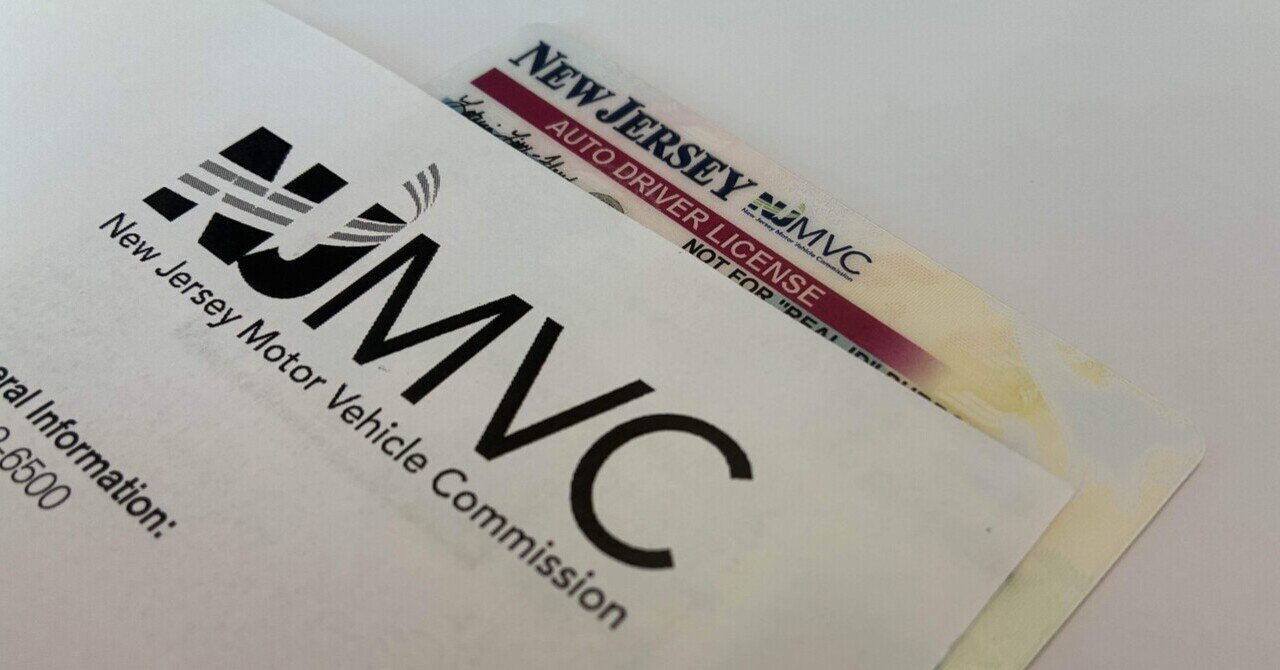 NEW JERSEY
NJMVC
New Jersey Motor Vehicle Commission
AUTO DRIVER LICENSE
NOT FOR "REAL ID"
NJMVC
New Jersey Motor Vehicle Commission
eral Information:
-6500